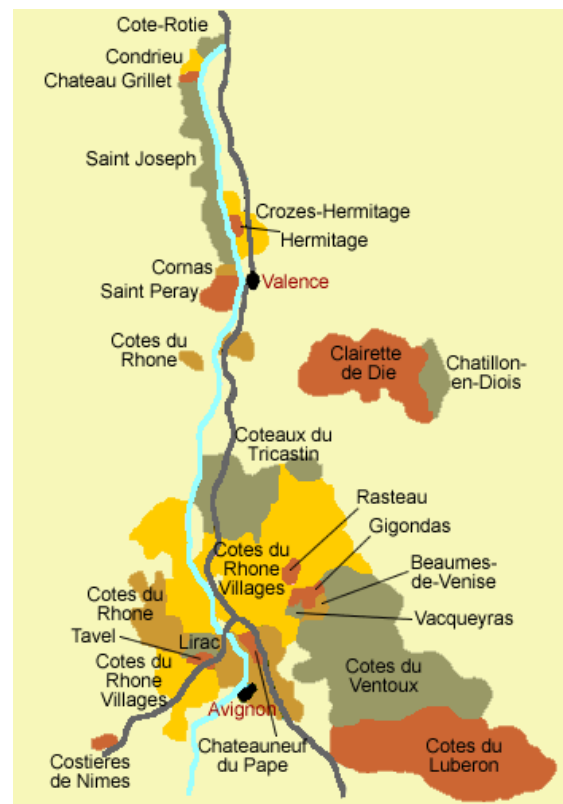 Cote-Rotie
Condrieu
Chateau Grillet
Saint Joseph
Crozes-Hermitage
Hermitage
Cornas
Saint Peray
Valence
Cotes du
Rhone
Clairette
de Die
Chatillon-
en-Diois
Coteaux du
Tricastin
Rasteau
Gigondas
Cotes du
Rhone
Villages
Beaumes-
de-Venise
Vacqueyras
Cotes du
Rhone
Tavel
Lirac
Cotes du
Rhone
Villages
Cotes du
Ventoux
Avignon
Chateauneuf
du Pape
Cotes du
Luberon
Costieres
de Nimes